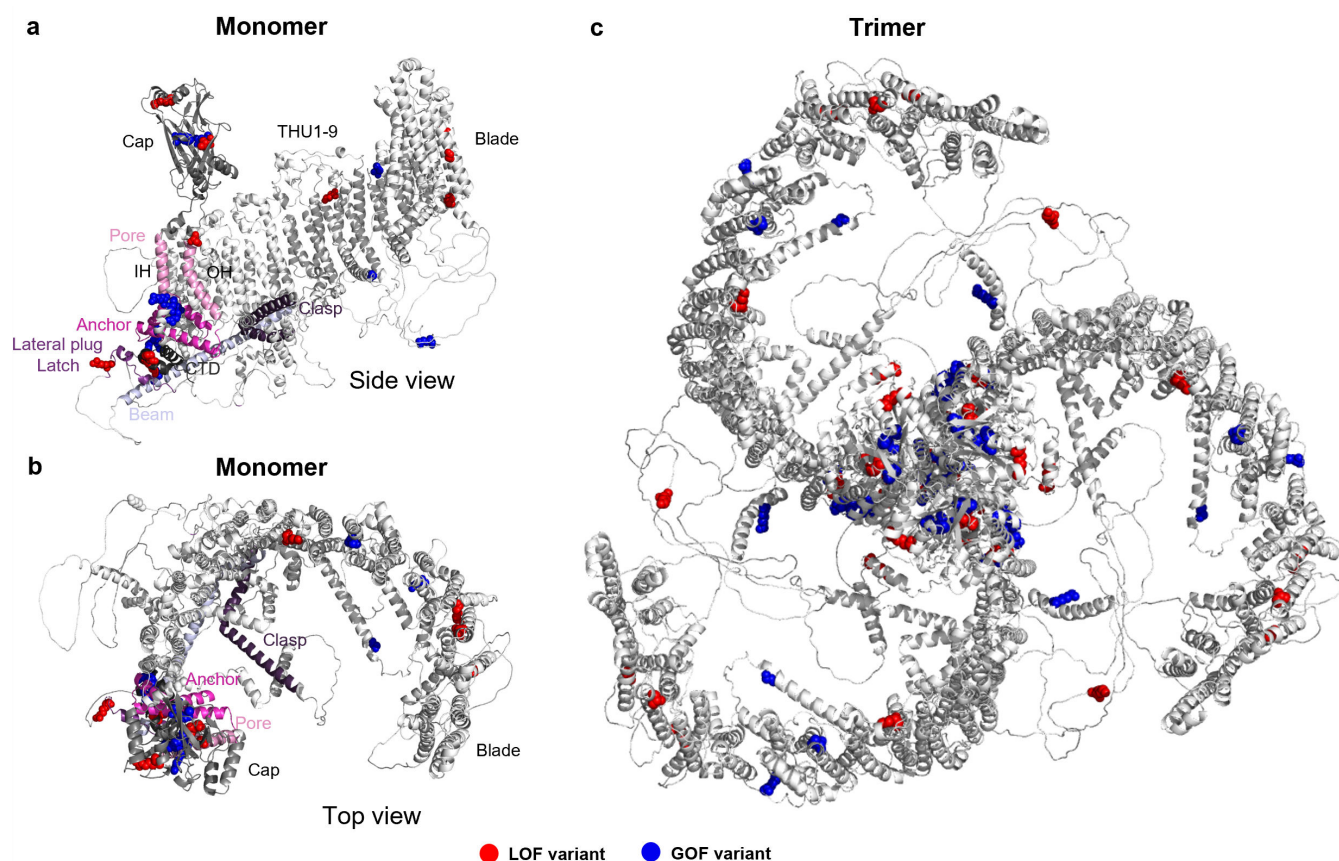 a
Monomer
Cap
THU1-9
Blade
Pore
IH
OH
Clasp
Anchor
Lateral plug
Latch
CTD
Beam
Side view
b
Monomer
Clasp
Anchor
Pore
Cap
Blade
Top view
c
Trimer
LOF variant
GOF variant